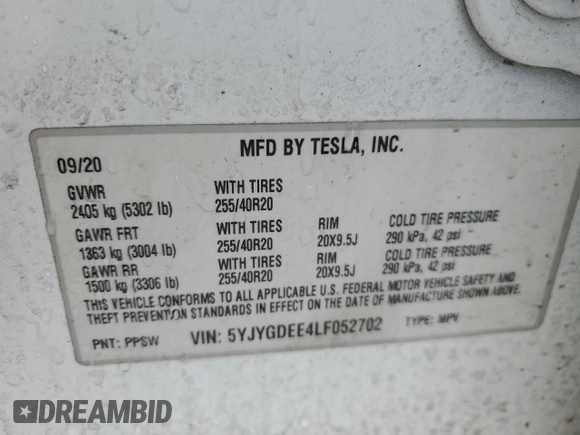 MFD BY TESLA, INC.
09/20
GVWR WITH TIRES
2405 kg (5302 lb) 255/40R20
GAWR FRT WITH TIRES RIM COLD TIRE PRESSURE
1363 kg (3004 lb) 255/40R20 20X9.5J 290 kPa, 42 psi
GAWR RR WITH TIRES RIM COLD TIRE PRESSURE
1500 kg (3306 lb) 255/40R20 20X9.5J 290 kPa, 42 psi
THIS VEHICLE CONFORMS TO ALL APPLICABLE U.S. FEDERAL MOTOR VEHICLE SAFETY AND
THEFT PREVENTION STANDARDS IN EFFECT ON THE DATE OF MANUFACTURE SHOWN ABOVE.
PNT: PPSW VIN: 5YJYGDEE4LF052702 TYPE: MPV
DREAMBID